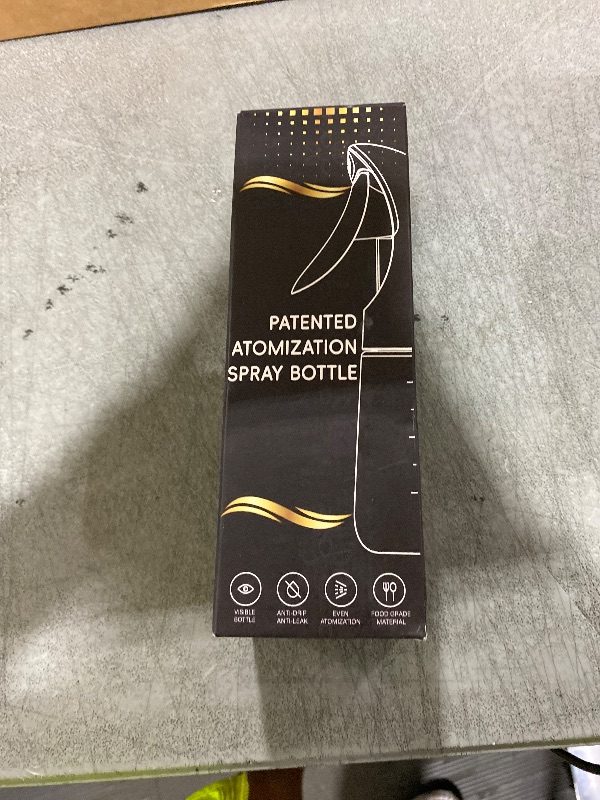 PATENTED
ATOMIZATION
SPRAY BOTTLE
VISIBLE
BOTTLE
ANTI-DRIP
ANTI-LEAK
EVEN
ATOMIZATION
FOOD GRADE
MATERIAL